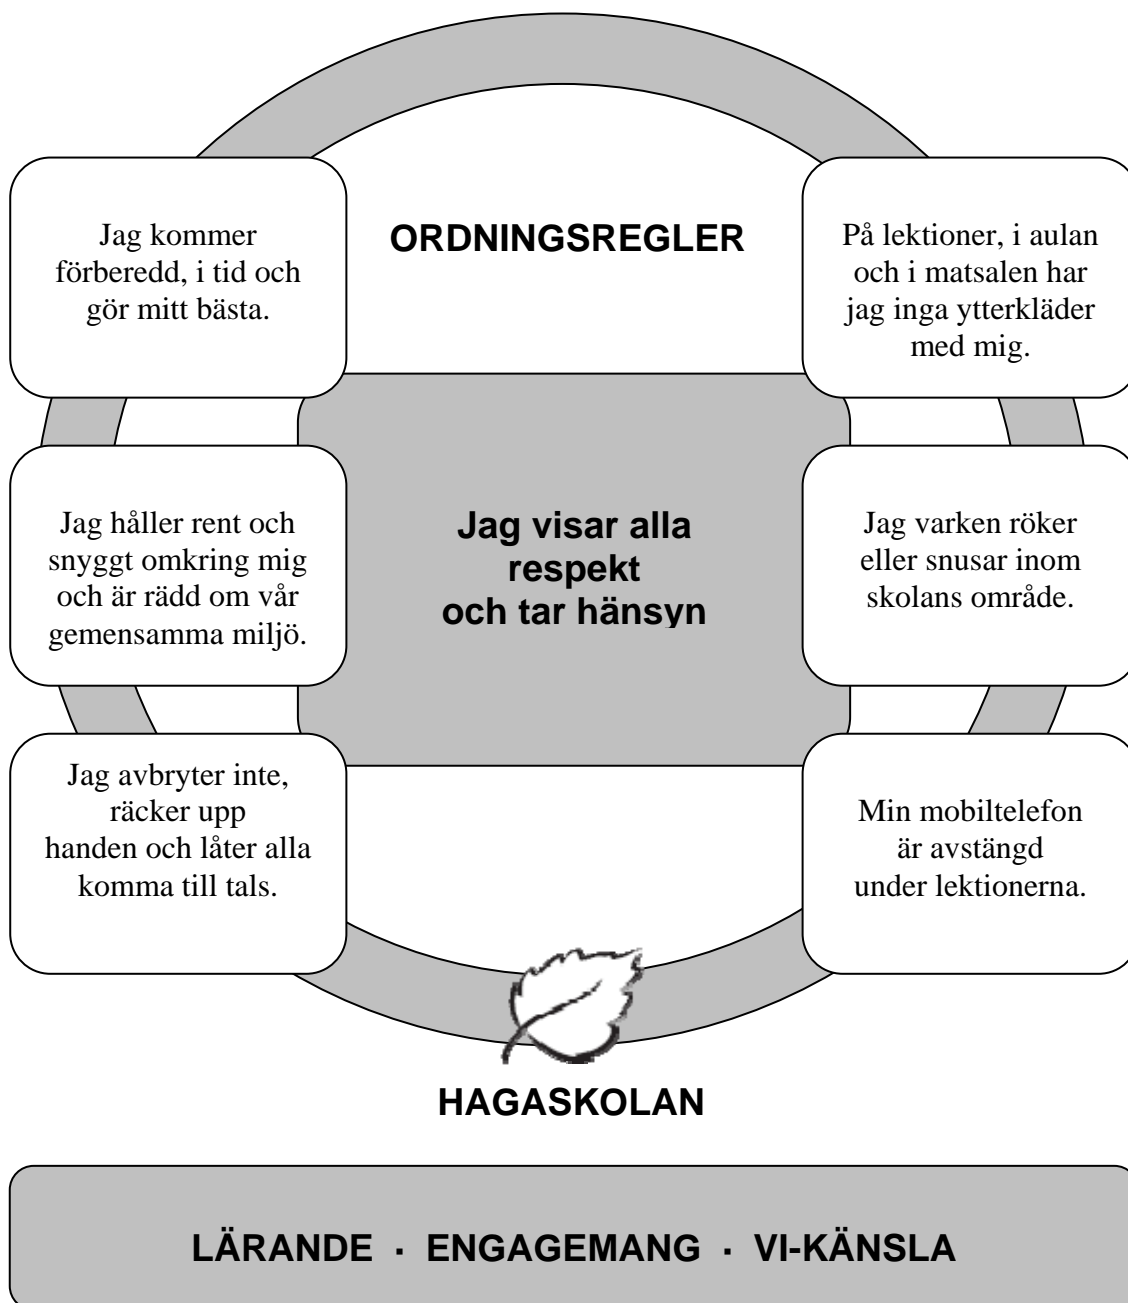 ORDNINGSREGLER
Jag kommer
förberedd, i tid och
gör mitt bästa.
På lektioner, i aulan
och i matsalen har
jag inga ytterkläder
med mig.
Jag håller rent och
snyggt omkring mig
och är rädd om vår
gemensamma miljö.
Jag visar alla
respekt
och tar hänsyn
Jag varken röker
eller snusar inom
skolans område.
Jag avbryter inte,
räcker upp
handen och låter alla
komma till tals.
Min mobiltelefon
är avstängd
under lektionerna.
HAGASKOLAN
LÄRANDE · ENGAGEMANG · VI-KÄNSLA